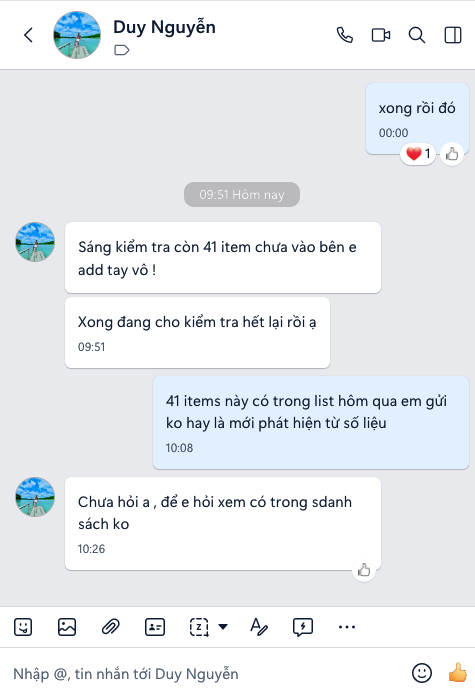 Duy Nguyễn
xong rồi đó
00:00
1
09:51 Hôm nay
Sáng kiểm tra còn 41 item chưa vào bên e
add tay vô !
Xong đang cho kiểm tra hết lại rồi ạ
09:51
41 items này có trong list hôm qua em gửi
ko hay là mới phát hiện từ số liệu
10:08
Chưa hỏi a , để e hỏi xem có trong sdanh
sách ko
10:26
Nhập @, tin nhắn tới Duy Nguyễn